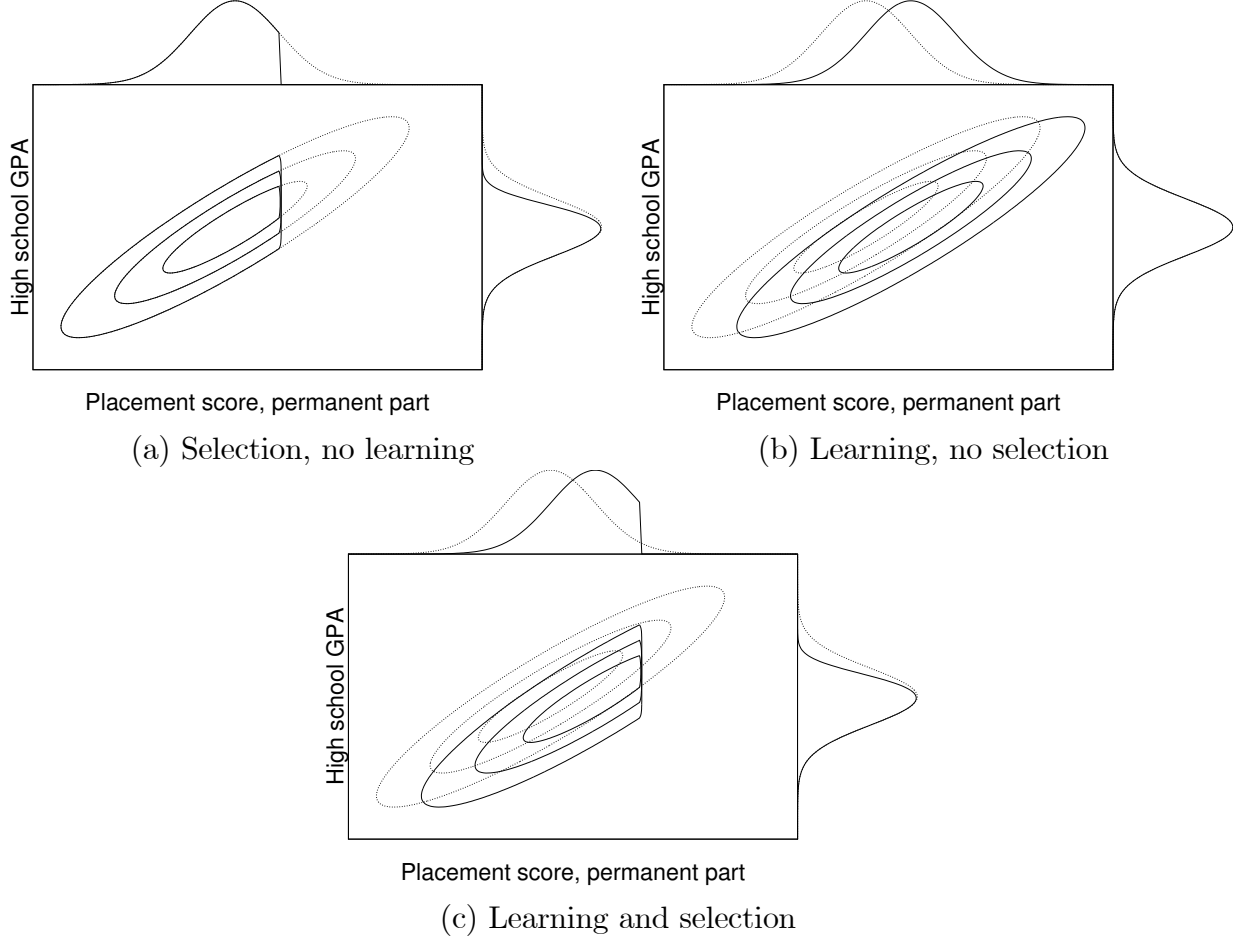 High school GPA
Placement score, permanent part
(a) Selection, no learning
High school GPA
Placement score, permanent part
(b) Learning, no selection
High school GPA
Placement score, permanent part
(c) Learning and selection